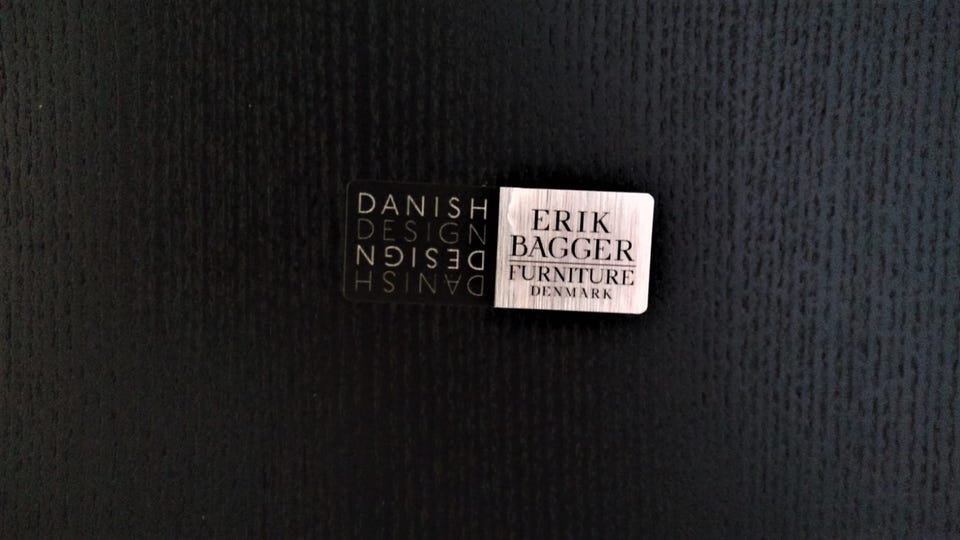 DANISH
DESIGN
DESIGN
DANISH
ERIK
BAGGER
FURNITURE
DENMARK